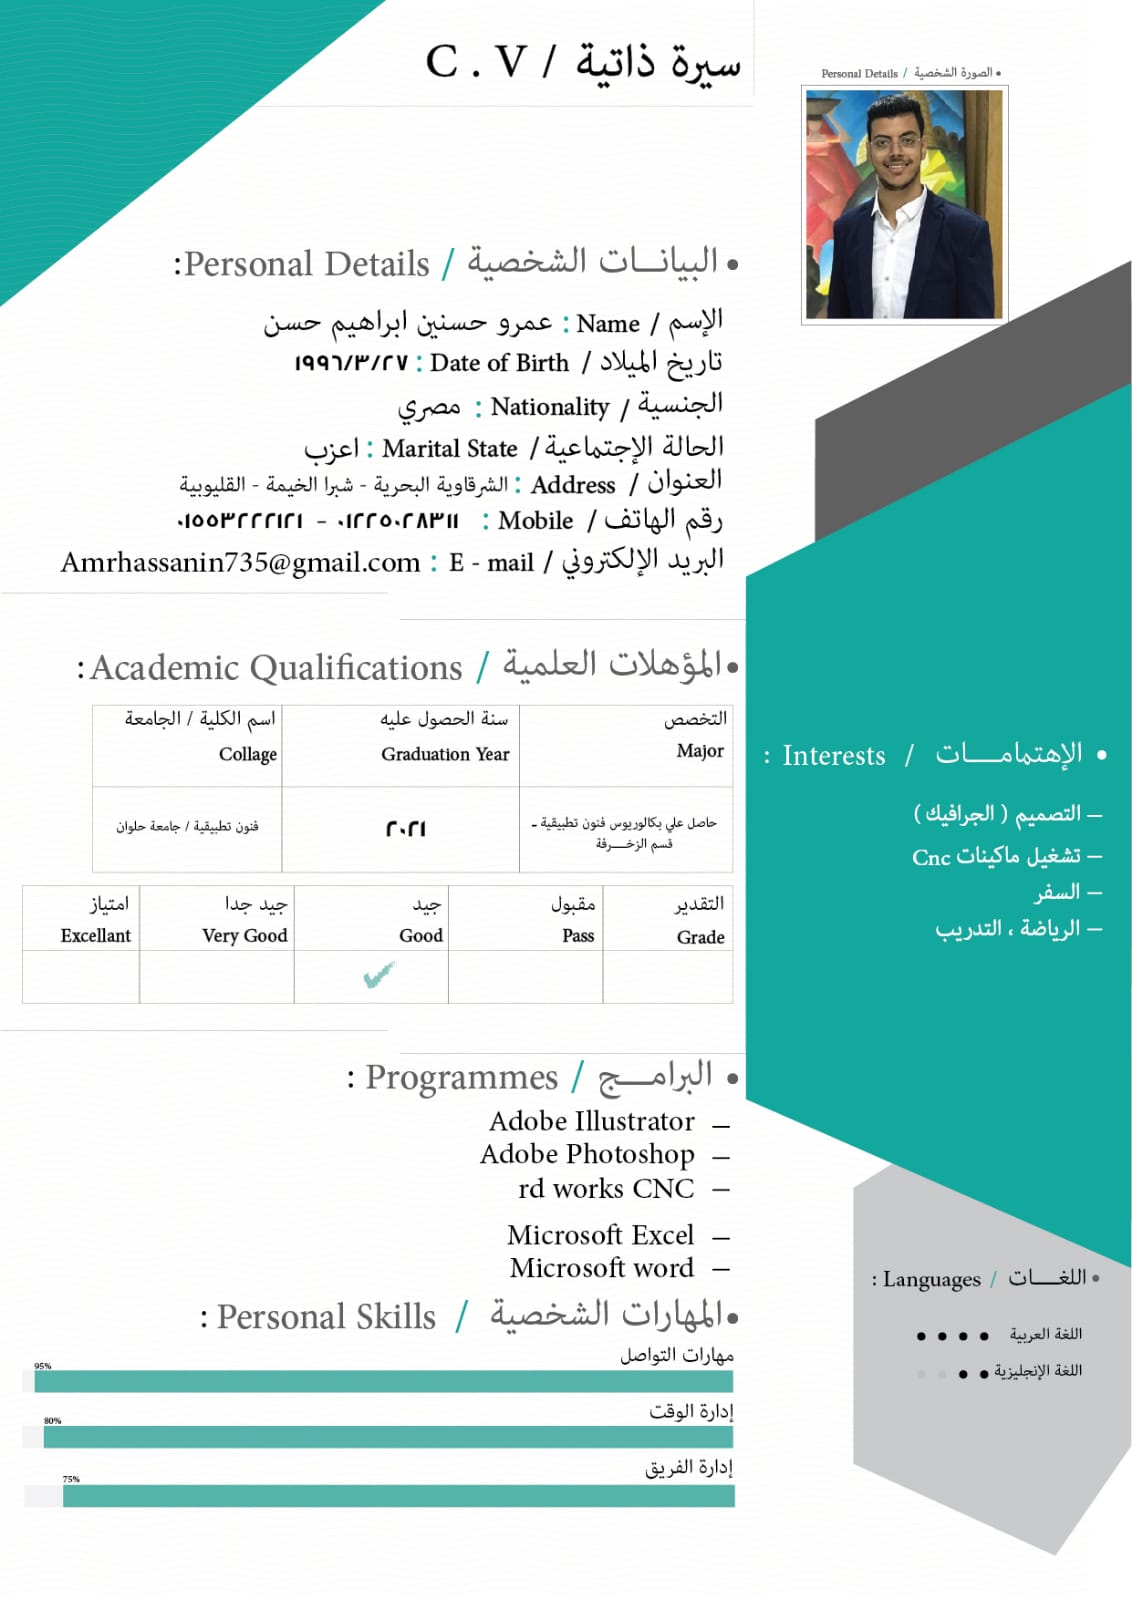 سيرة ذاتية / C . V
• الصورة الشخصية / Personal Details
• البيانــات الشخصية / Personal Details:
الإسم / Name : عمرو حسنين ابراهيم حسن
تاريخ الميلاد / Date of Birth : ١٩٩٦/٣/٢٧
الجنسية / Nationality : مصري
الحالة الإجتماعية / Marital State : اعزب
العنوان / Address : الشرقاوية البحرية - شبرا الخيمة - القليوبية
رقم الهاتف / Mobile : ٠١٢٢٥٠٢٨٣١١ - ٠١٥٥٣٢٢٢١٢١
البريد الإلكتروني / E - mail : Amrhassanin735@gmail.com
• المؤهلات العلمية / Academic Qualifications :
التخصص سنة الحصول عليه اسم الكلية / الجامعة
Major Graduation Year Collage
حاصل علي بكالوريوس فنون تطبيقية -
قسم الزخـــرفة
٢٠٢١
فنون تطبيقية / جامعة حلوان
التقدير مقبول جيد جيد جدا امتياز
Grade Pass Good Very Good Excellant
✓
• البرامــــج / Programmes :
– Adobe Illustrator
– Adobe Photoshop
– rd works CNC
– Microsoft Excel
– Microsoft word
• المهارات الشخصية / Personal Skills :
مهارات التواصل
95%
إدارة الوقت
80%
إدارة الفريق
75%
• الإهتمامــــات / Interests :
– التصميم ( الجرافيك )
– تشغيل ماكينات Cnc
– السفر
– الرياضة ، التدريب
• اللغــــات / Languages :
اللغة العربية
اللغة الإنجليزية